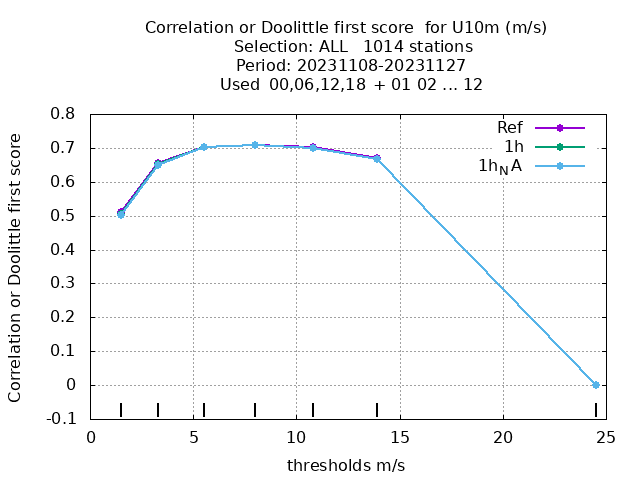 Correlation or Doolittle first score  for U10m (m/s)
Selection: ALL   1014 stations
Period: 20231108-20231127
Used  00,06,12,18  + 01 02 ... 12
Correlation or Doolittle first score
0.8
0.7
0.6
0.5
0.4
0.3
0.2
0.1
0
-0.1
Ref
1h
1h_NA
0 5 10 15 20 25
thresholds m/s